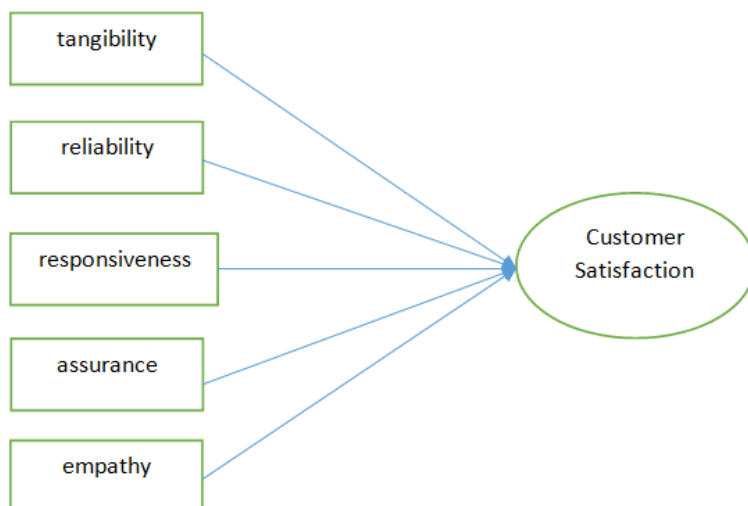 tangibility
reliability
responsiveness
Customer
Satisfaction
assurance
empathy